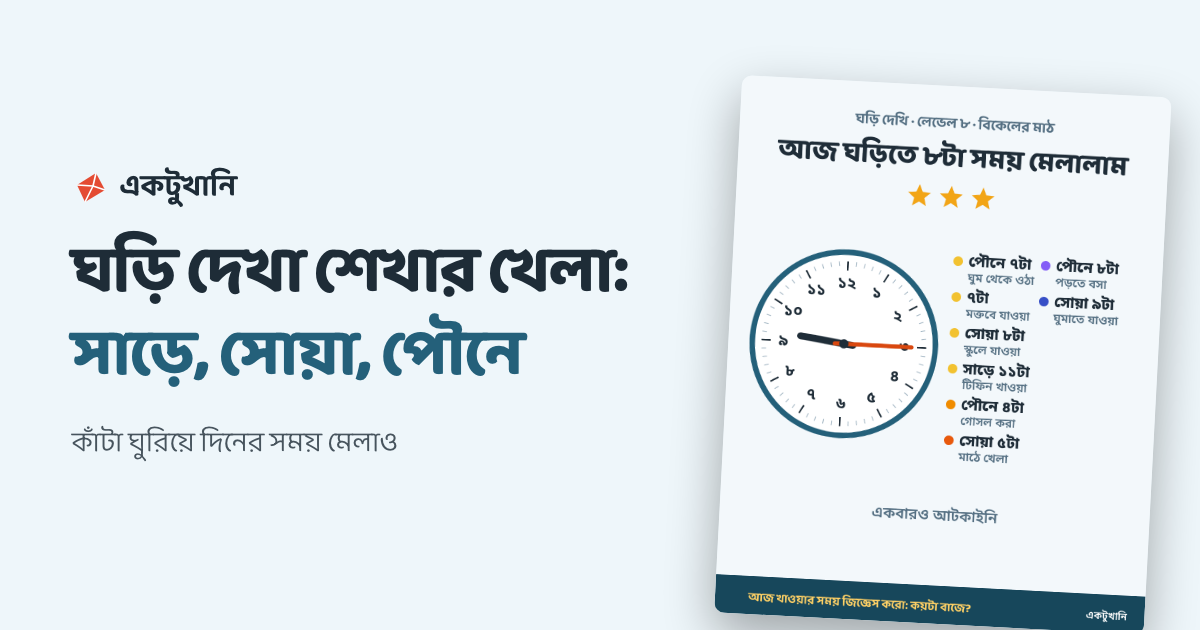 একটুখানি
ঘড়ি দেখা শেখার খেলা:
সাড়ে, সোয়া, পৌনে
কাঁটা ঘুরিয়ে দিনের সময় মেলাও
ঘড়ি দেখি · লেভেল ৮ · বিকেলের মাঠ
আজ ঘড়িতে ৮টা সময় মেলালাম
১২
১
২
৪
৫
৬
৭
৮
৯
১০
১১
পৌনে ৭টা
ঘুম থেকে ওঠা
৭টা
মক্তবে যাওয়া
সোয়া ৮টা
স্কুলে যাওয়া
সাড়ে ১১টা
টিফিন খাওয়া
পৌনে ৪টা
গোসল করা
সোয়া ৫টা
মাঠে খেলা
পৌনে ৮টা
পড়তে বসা
সোয়া ৯টা
ঘুমাতে যাওয়া
একবারও আটকাইনি
আজ খাওয়ার সময় জিজ্ঞেস করো: কয়টা বাজে?
একটুখানি